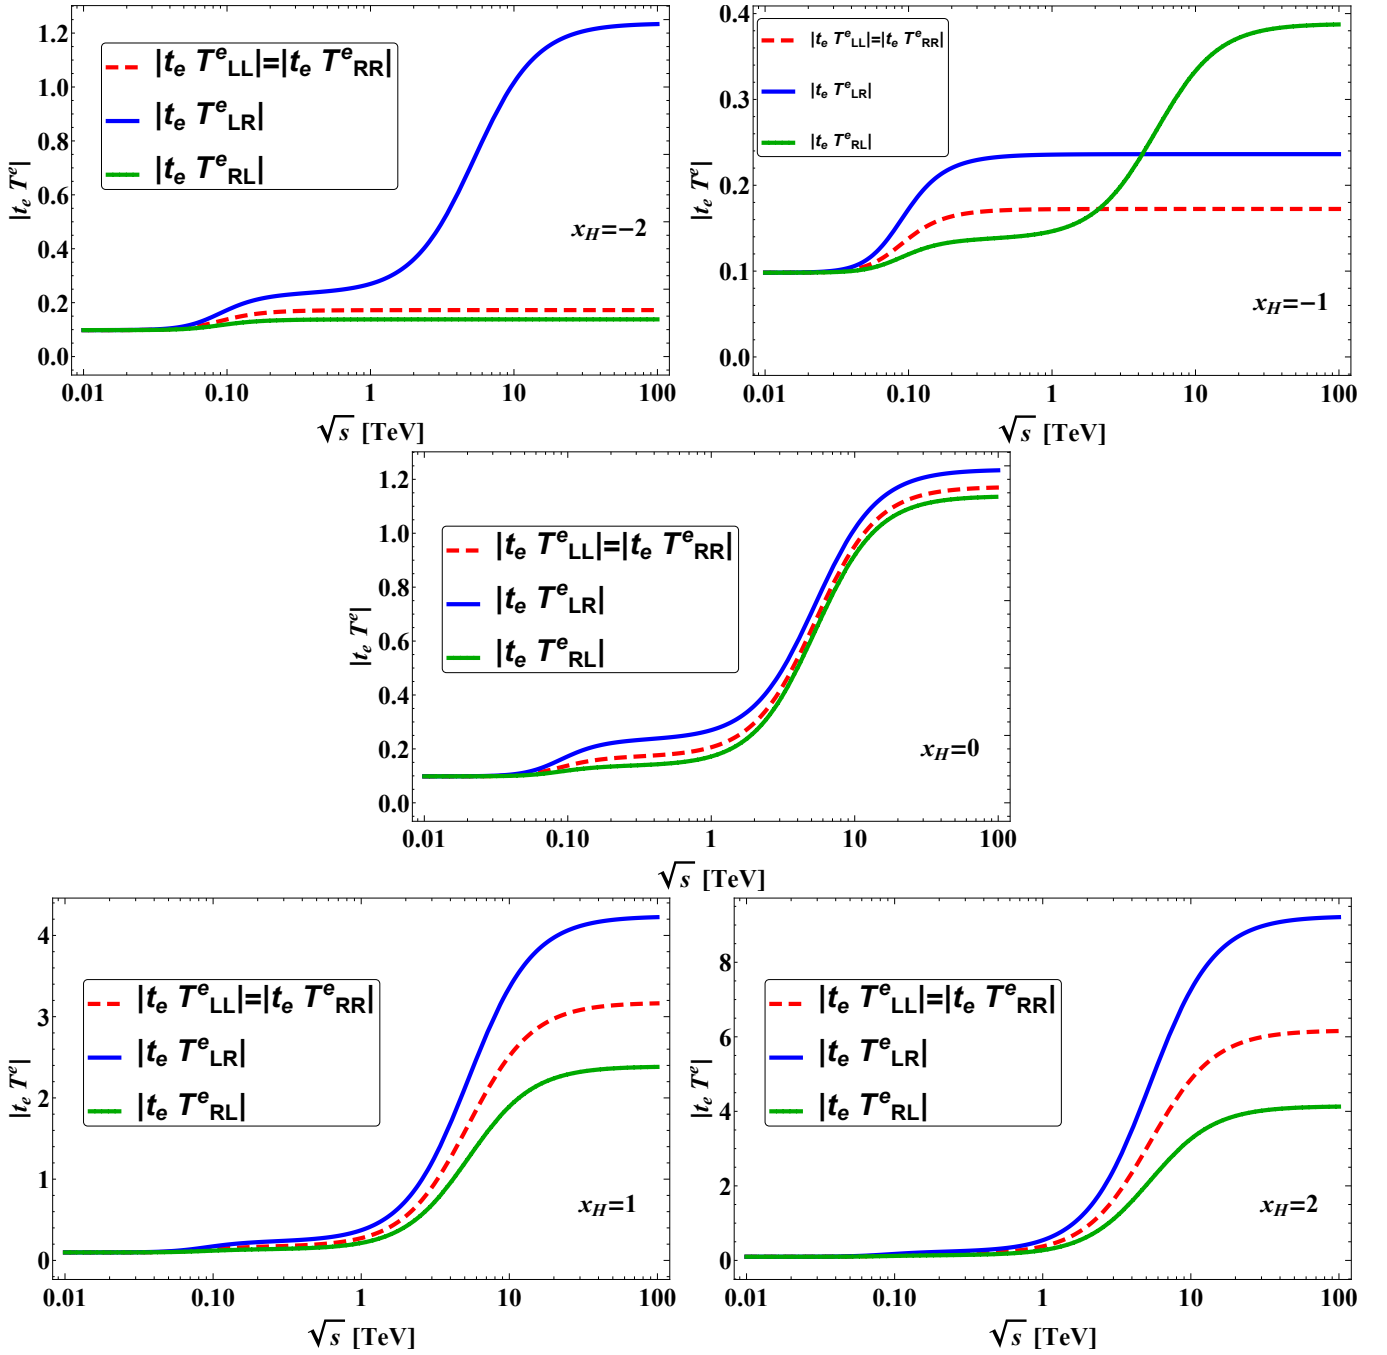 |t_e T^e_LL|=|t_e T^e_RR|
|t_e T^e_LR|
|t_e T^e_RL|
|t_e T^e|
1.2
1.0
0.8
0.6
0.4
0.2
0.0
x_H=−2
0.01 0.10 1 10 100
√s [TeV]
|t_e T^e_LL|=|t_e T^e_RR|
|t_e T^e_LR|
|t_e T^e_RL|
|t_e T^e|
0.4
0.3
0.2
0.1
0.0
x_H=−1
0.01 0.10 1 10 100
√s [TeV]
|t_e T^e_LL|=|t_e T^e_RR|
|t_e T^e_LR|
|t_e T^e_RL|
|t_e T^e|
1.2
1.0
0.8
0.6
0.4
0.2
0.0
x_H=0
0.01 0.10 1 10 100
√s [TeV]
|t_e T^e_LL|=|t_e T^e_RR|
|t_e T^e_LR|
|t_e T^e_RL|
|t_e T^e|
4
3
2
1
0
x_H=1
0.01 0.10 1 10 100
√s [TeV]
|t_e T^e_LL|=|t_e T^e_RR|
|t_e T^e_LR|
|t_e T^e_RL|
|t_e T^e|
8
6
4
2
0
x_H=2
0.01 0.10 1 10 100
√s [TeV]